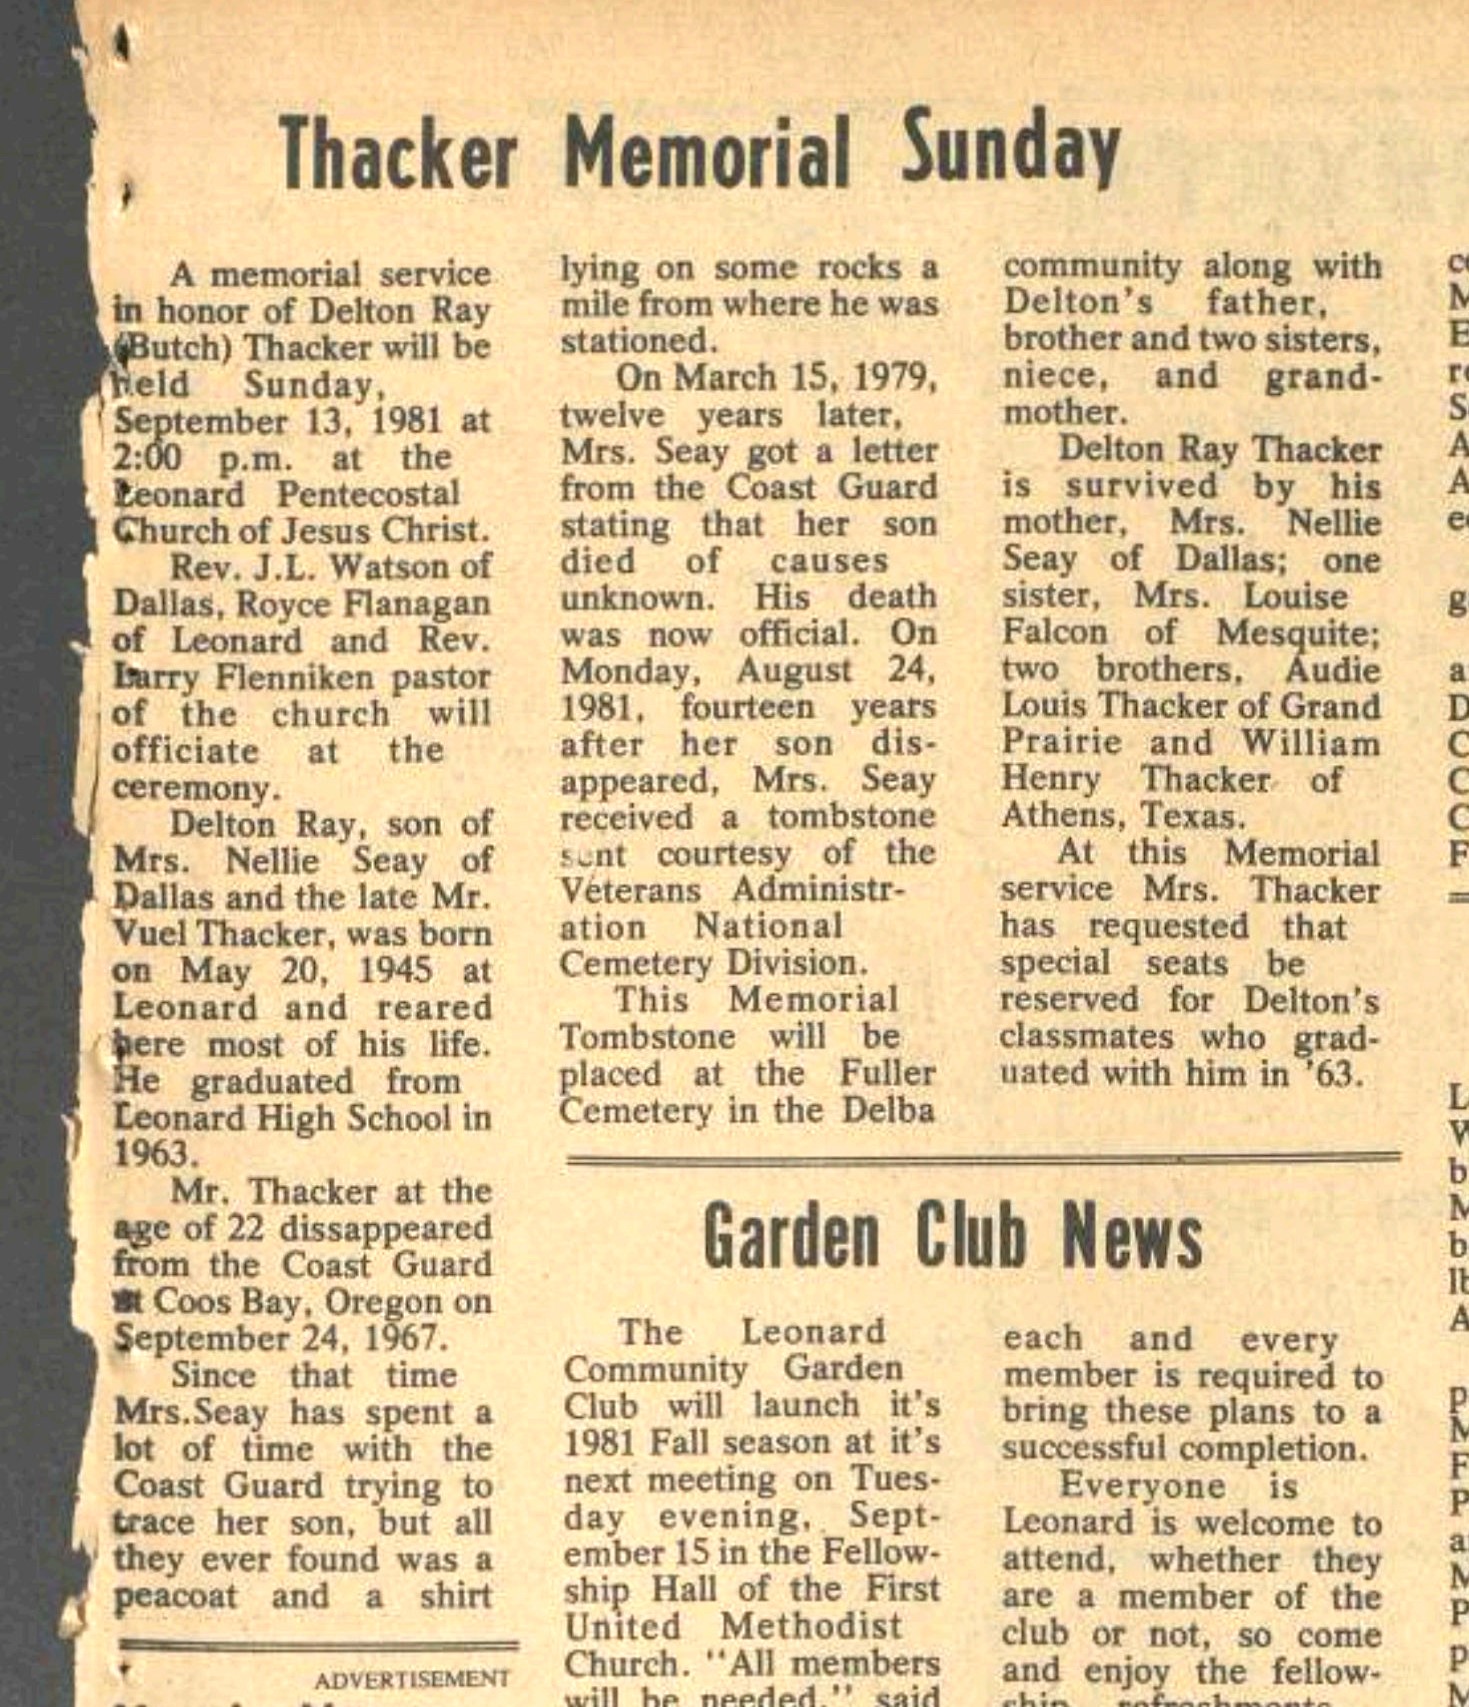 Thacker Memorial Sunday
A memorial service
in honor of Delton Ray
(Butch) Thacker will be
held Sunday,
September 13, 1981 at
2:00 p.m. at the
Leonard Pentecostal
Church of Jesus Christ.
Rev. J.L. Watson of
Dallas, Royce Flanagan
of Leonard and Rev.
Larry Flenniken pastor
of the church will
officiate at the
ceremony.
Delton Ray, son of
Mrs. Nellie Seay of
Dallas and the late Mr.
Vuel Thacker, was born
on May 20, 1945 at
Leonard and reared
here most of his life.
He graduated from
Leonard High School in
1963.
Mr. Thacker at the
age of 22 dissappeared
from the Coast Guard
at Coos Bay, Oregon on
September 24, 1967.
Since that time
Mrs.Seay has spent a
lot of time with the
Coast Guard trying to
trace her son, but all
they ever found was a
peacoat and a shirt
lying on some rocks a
mile from where he was
stationed.
On March 15, 1979,
twelve years later,
Mrs. Seay got a letter
from the Coast Guard
stating that her son
died of causes
unknown. His death
was now official. On
Monday, August 24,
1981, fourteen years
after her son dis-
appeared, Mrs. Seay
received a tombstone
sent courtesy of the
Veterans Administr-
ation National
Cemetery Division.
This Memorial
Tombstone will be
placed at the Fuller
Cemetery in the Delba
community along with
Delton's father,
brother and two sisters,
niece, and grand-
mother.
Delton Ray Thacker
is survived by his
mother, Mrs. Nellie
Seay of Dallas; one
sister, Mrs. Louise
Falcon of Mesquite;
two brothers, Audie
Louis Thacker of Grand
Prairie and William
Henry Thacker of
Athens, Texas.
At this Memorial
service Mrs. Thacker
has requested that
special seats be
reserved for Delton's
classmates who grad-
uated with him in '63.
ADVERTISEMENT
Garden Club News
The Leonard
Community Garden
Club will launch it's
1981 Fall season at it's
next meeting on Tues-
day evening, Sept-
ember 15 in the Fellow-
ship Hall of the First
United Methodist
Church. "All members
will be needed," said
each and every
member is required to
bring these plans to a
successful completion.
Everyone is
Leonard is welcome to
attend, whether they
are a member of the
club or not, so come
and enjoy the fellow-
ship refreshments